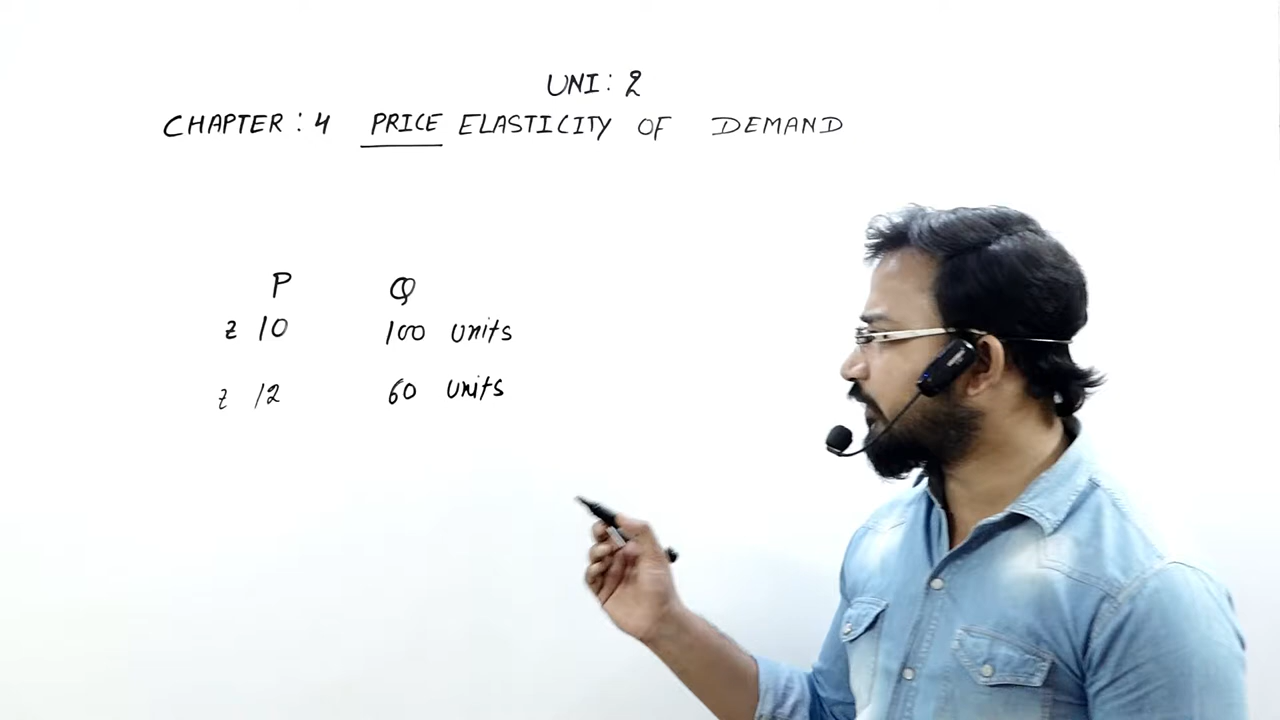 UNI: 2
CHAPTER: 4 PRICE ELASTICITY OF DEMAND
P Q
z 10 100 units
z 12 60 units